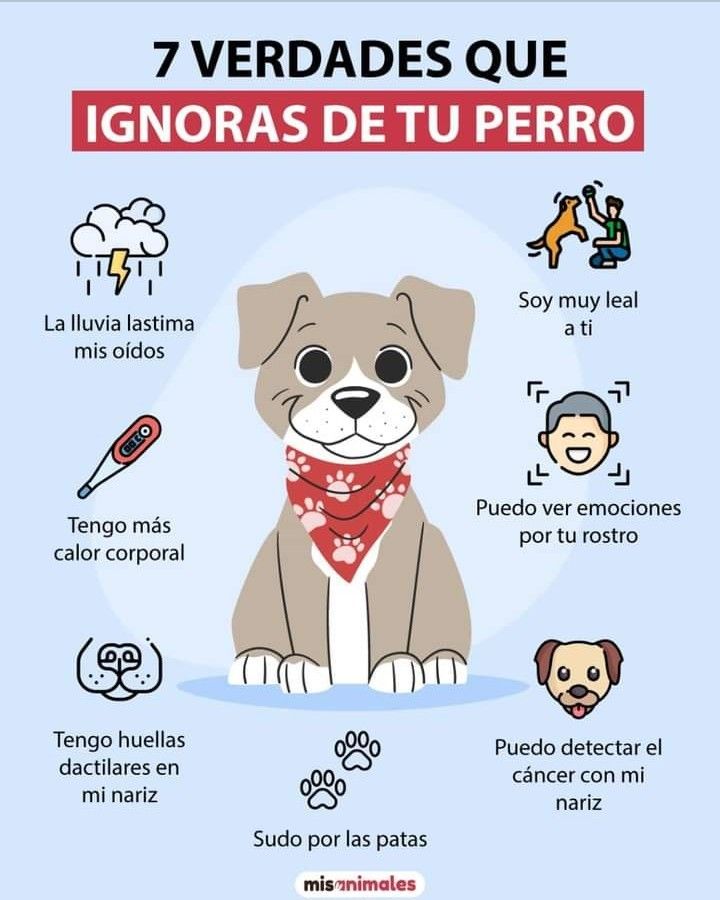 7 VERDADES QUE
IGNORAS DE TU PERRO
La lluvia lastima
mis oídos
Soy muy leal
a ti
Tengo más
calor corporal
Puedo ver emociones
por tu rostro
Tengo huellas
dactilares en
mi nariz
Puedo detectar el
cáncer con mi
nariz
Sudo por las patas
misanimales